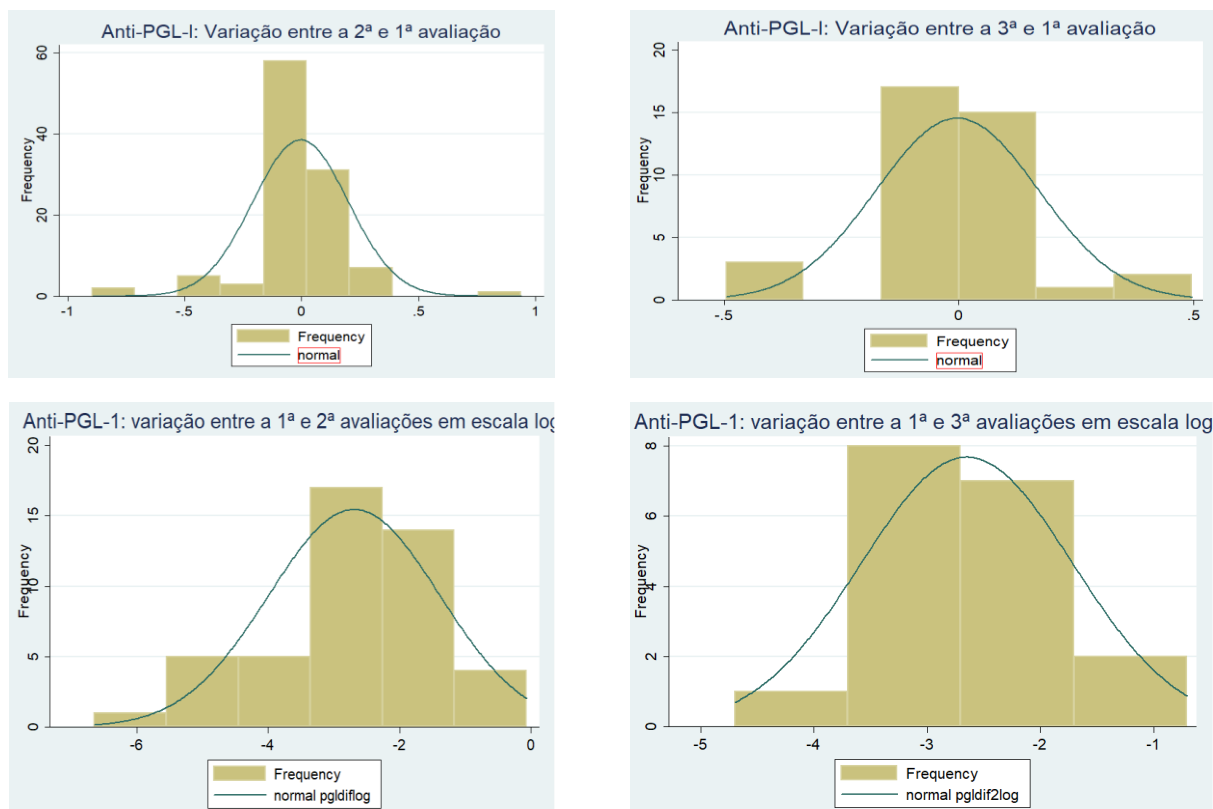 Anti-PGL-I: Variação entre a 2ª e 1ª avaliação
Frequency
60
40
20
0
-1
-.5
0
.5
1
Frequency
normal
Anti-PGL-I: Variação entre a 3ª e 1ª avaliação
Frequency
20
15
10
5
0
-.5
0
.5
Frequency
normal
Anti-PGL-1: variação entre a 1ª e 2ª avaliações em escala log
Frequency
20
15
10
5
0
-6
-4
-2
0
Frequency
normal pgldiflog
Anti-PGL-1: variação entre a 1ª e 3ª avaliações em escala log
Frequency
8
6
4
2
0
-5
-4
-3
-2
-1
Frequency
normal pgldif2log